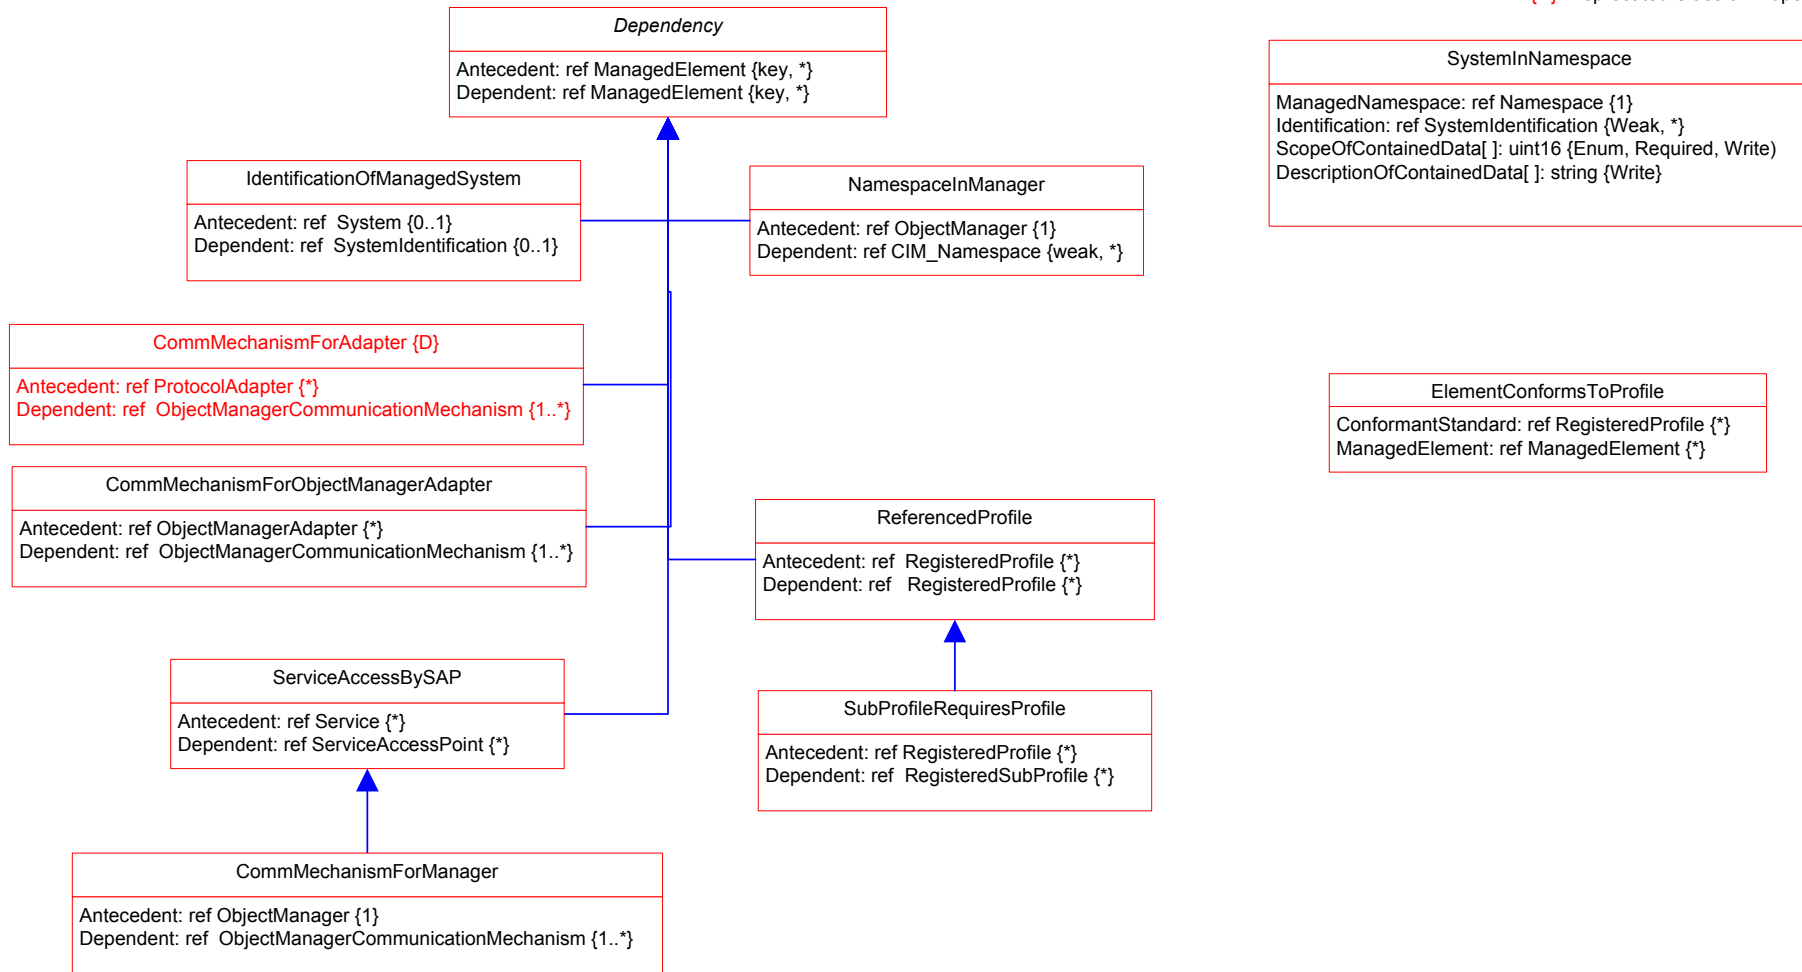 Dependency
Antecedent: ref ManagedElement {key, *}
Dependent: ref ManagedElement {key, *}
SystemInNamespace
ManagedNamespace: ref Namespace {1}
Identification: ref SystemIdentification {Weak, *}
ScopeOfContainedData[ ]: uint16 {Enum, Required, Write)
DescriptionOfContainedData[ ]: string {Write}
IdentificationOfManagedSystem
Antecedent: ref System {0..1}
Dependent: ref SystemIdentification {0..1}
NamespaceInManager
Antecedent: ref ObjectManager {1}
Dependent: ref CIM_Namespace {weak, *}
CommMechanismForAdapter {D}
Antecedent: ref ProtocolAdapter {*}
Dependent: ref ObjectManagerCommunicationMechanism {1..*}
ElementConformsToProfile
ConformantStandard: ref RegisteredProfile {*}
ManagedElement: ref ManagedElement {*}
CommMechanismForObjectManagerAdapter
Antecedent: ref ObjectManagerAdapter {*}
Dependent: ref ObjectManagerCommunicationMechanism {1..*}
ReferencedProfile
Antecedent: ref RegisteredProfile {*}
Dependent: ref RegisteredProfile {*}
ServiceAccessBySAP
Antecedent: ref Service {*}
Dependent: ref ServiceAccessPoint {*}
SubProfileRequiresProfile
Antecedent: ref RegisteredProfile {*}
Dependent: ref RegisteredSubProfile {*}
CommMechanismForManager
Antecedent: ref ObjectManager {1}
Dependent: ref ObjectManagerCommunicationMechanism {1..*}